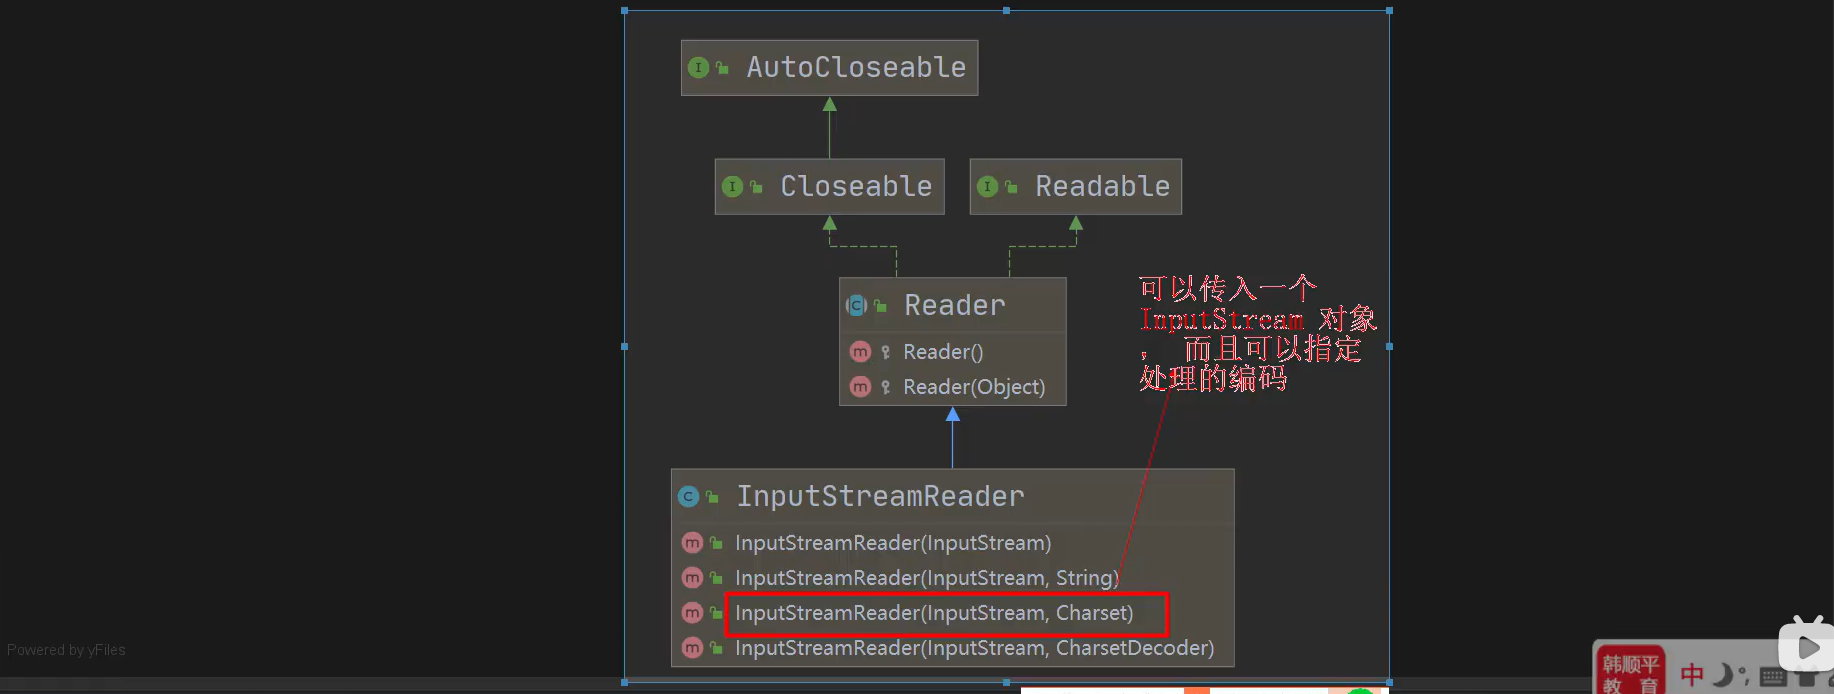 AutoCloseable
Closeable
Readable
Reader
Reader()
Reader(Object)
可以传入一个
InputStream 对象
， 而且可以指定
处理的编码
InputStreamReader
InputStreamReader(InputStream)
InputStreamReader(InputStream, String)
InputStreamReader(InputStream, Charset)
InputStreamReader(InputStream, CharsetDecoder)
Powered by yFiles
韩顺平
教 育
中